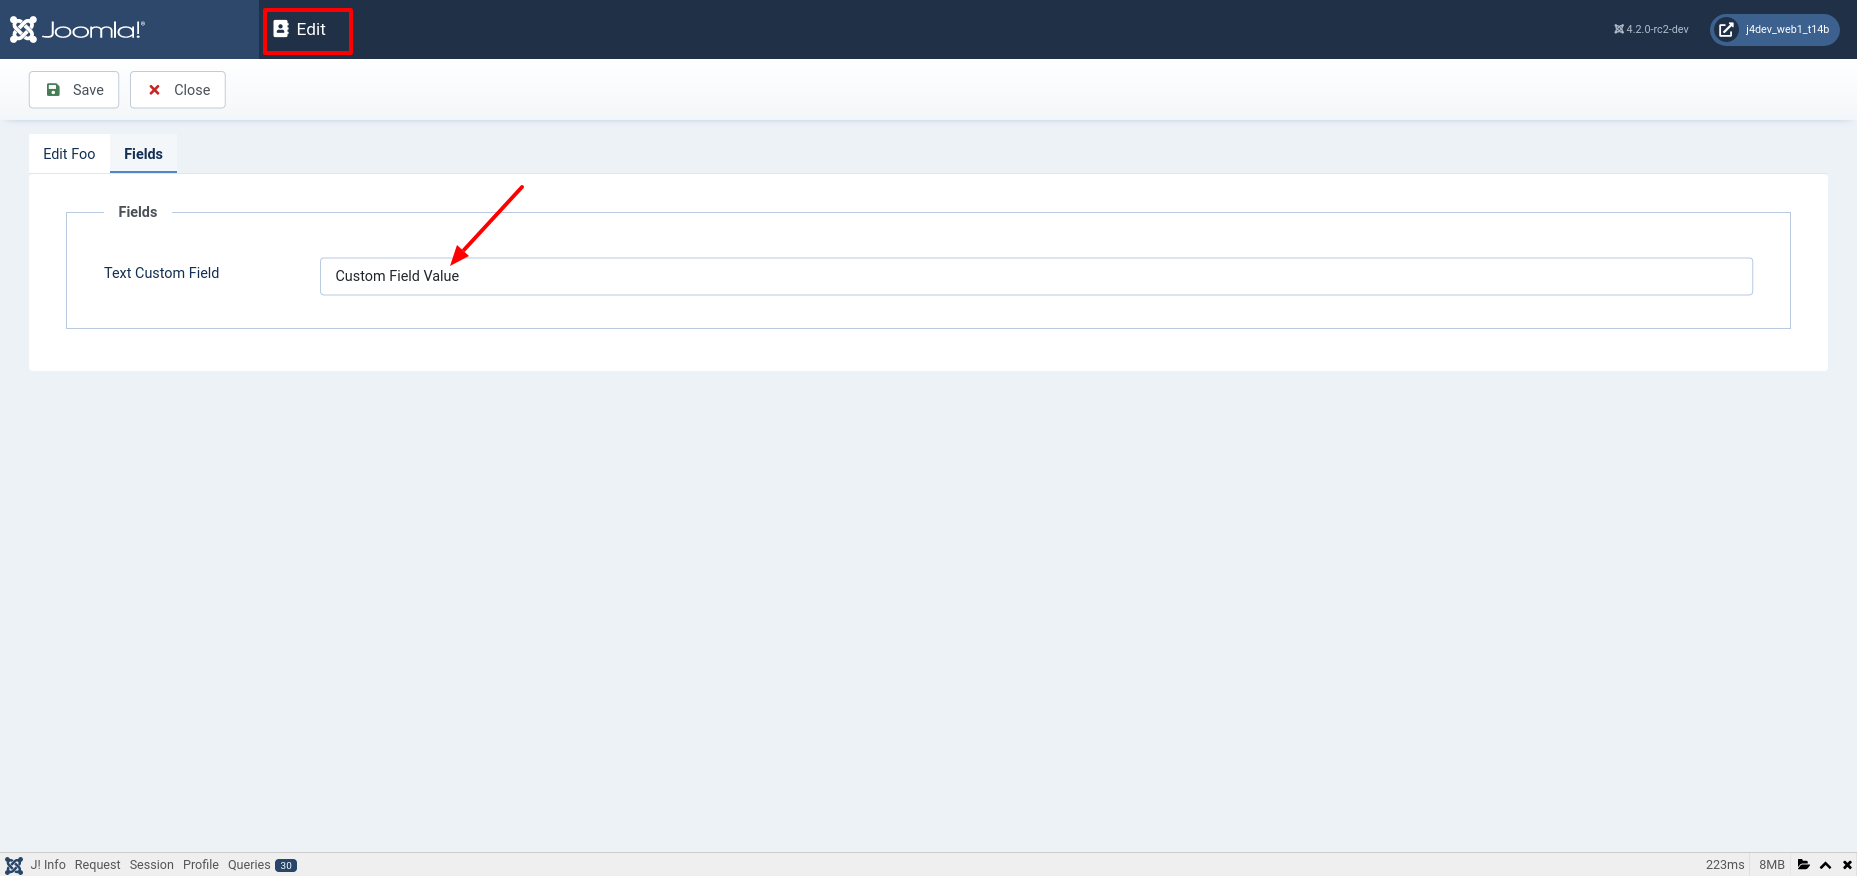 Joomla!® Edit 4.2.0-rc2-dev j4dev_web1_t14b
Save Close
Edit Foo Fields
Fields
Text Custom Field Custom Field Value
J! Info Request Session Profile Queries 30 223ms 8MB